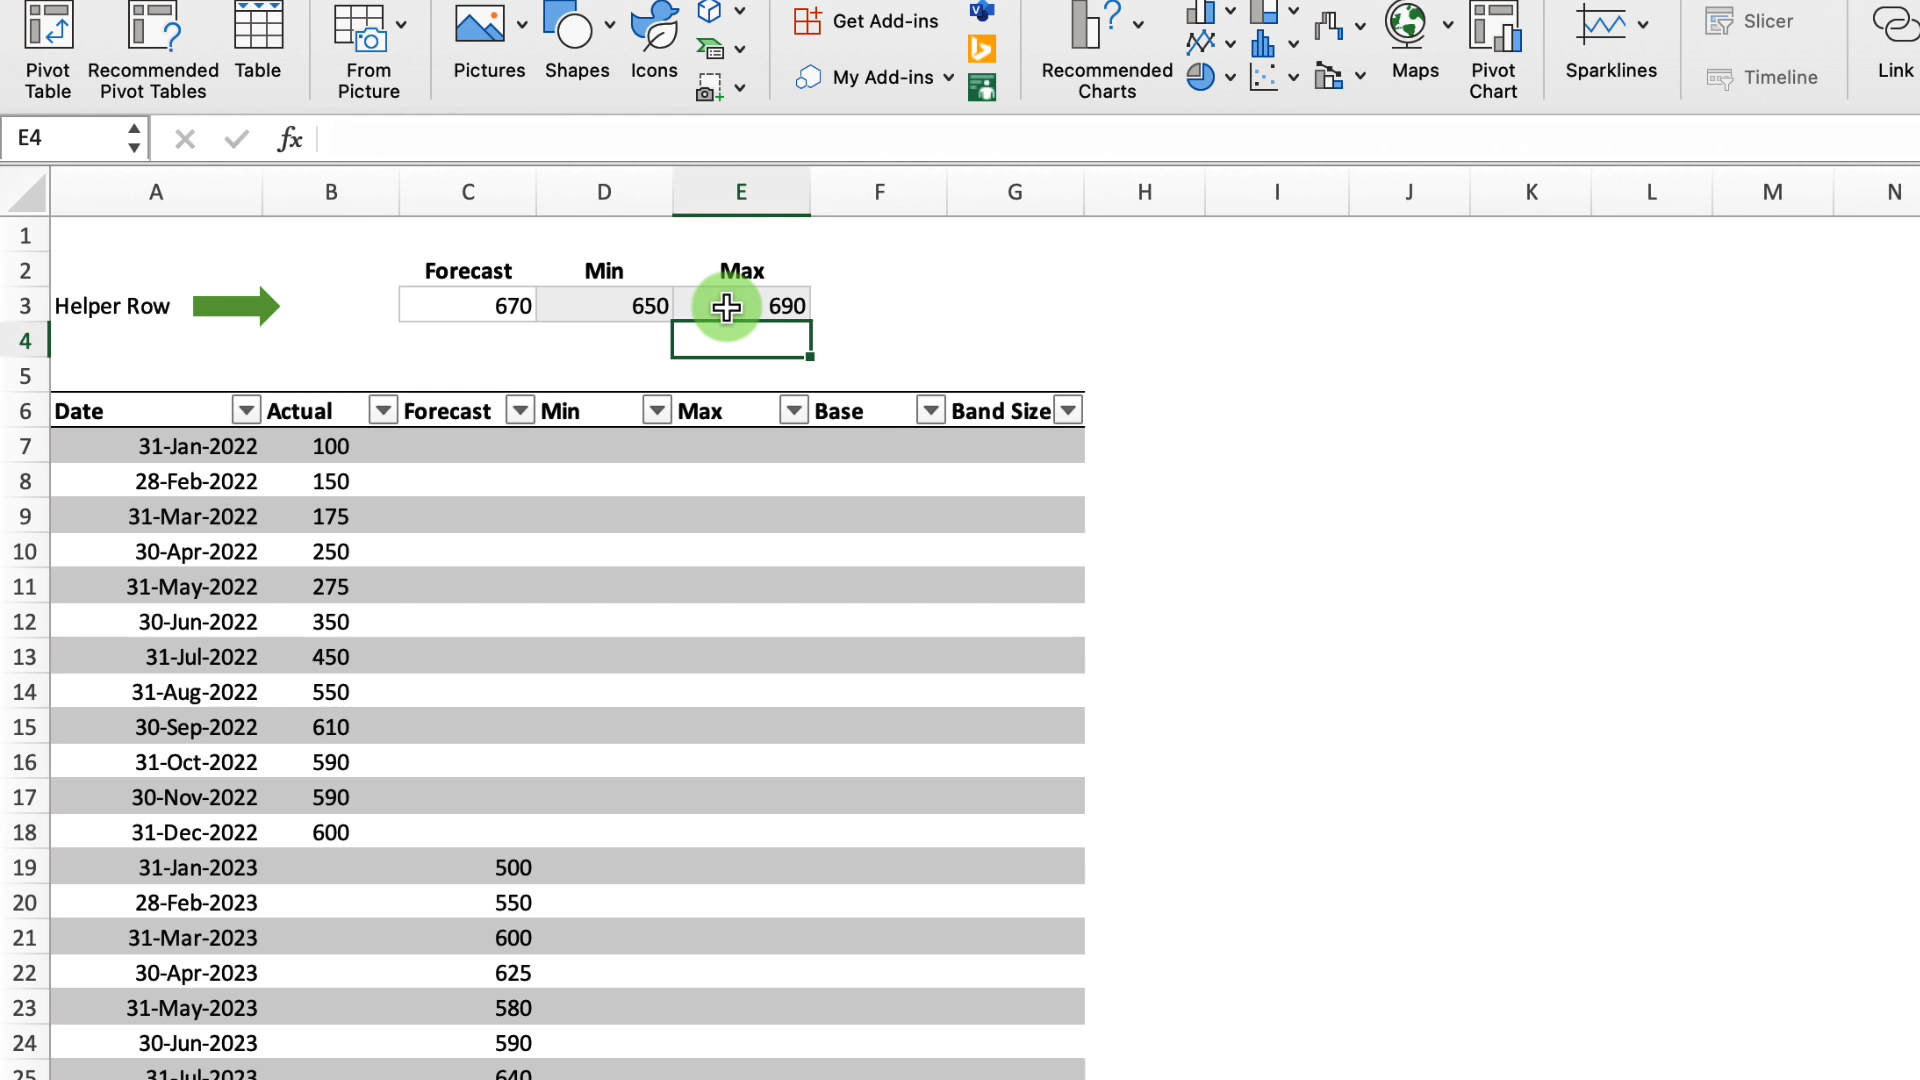 Pivot Table
Recommended Pivot Tables
Table
From Picture
Pictures
Shapes
Icons
Get Add-ins
My Add-ins
Recommended Charts
Maps
Pivot Chart
Sparklines
Slicer
Timeline
Link
E4
fx
A B C D E F G H I J K L M N
1
2 Forecast Min Max
3 Helper Row 670 650 690
4
5
6 Date Actual Forecast Min Max Base Band Size
7 31-Jan-2022 100
8 28-Feb-2022 150
9 31-Mar-2022 175
10 30-Apr-2022 250
11 31-May-2022 275
12 30-Jun-2022 350
13 31-Jul-2022 450
14 31-Aug-2022 550
15 30-Sep-2022 610
16 31-Oct-2022 590
17 30-Nov-2022 590
18 31-Dec-2022 600
19 31-Jan-2023 500
20 28-Feb-2023 550
21 31-Mar-2023 600
22 30-Apr-2023 625
23 31-May-2023 580
24 30-Jun-2023 590
25 31-Jul-2023 640